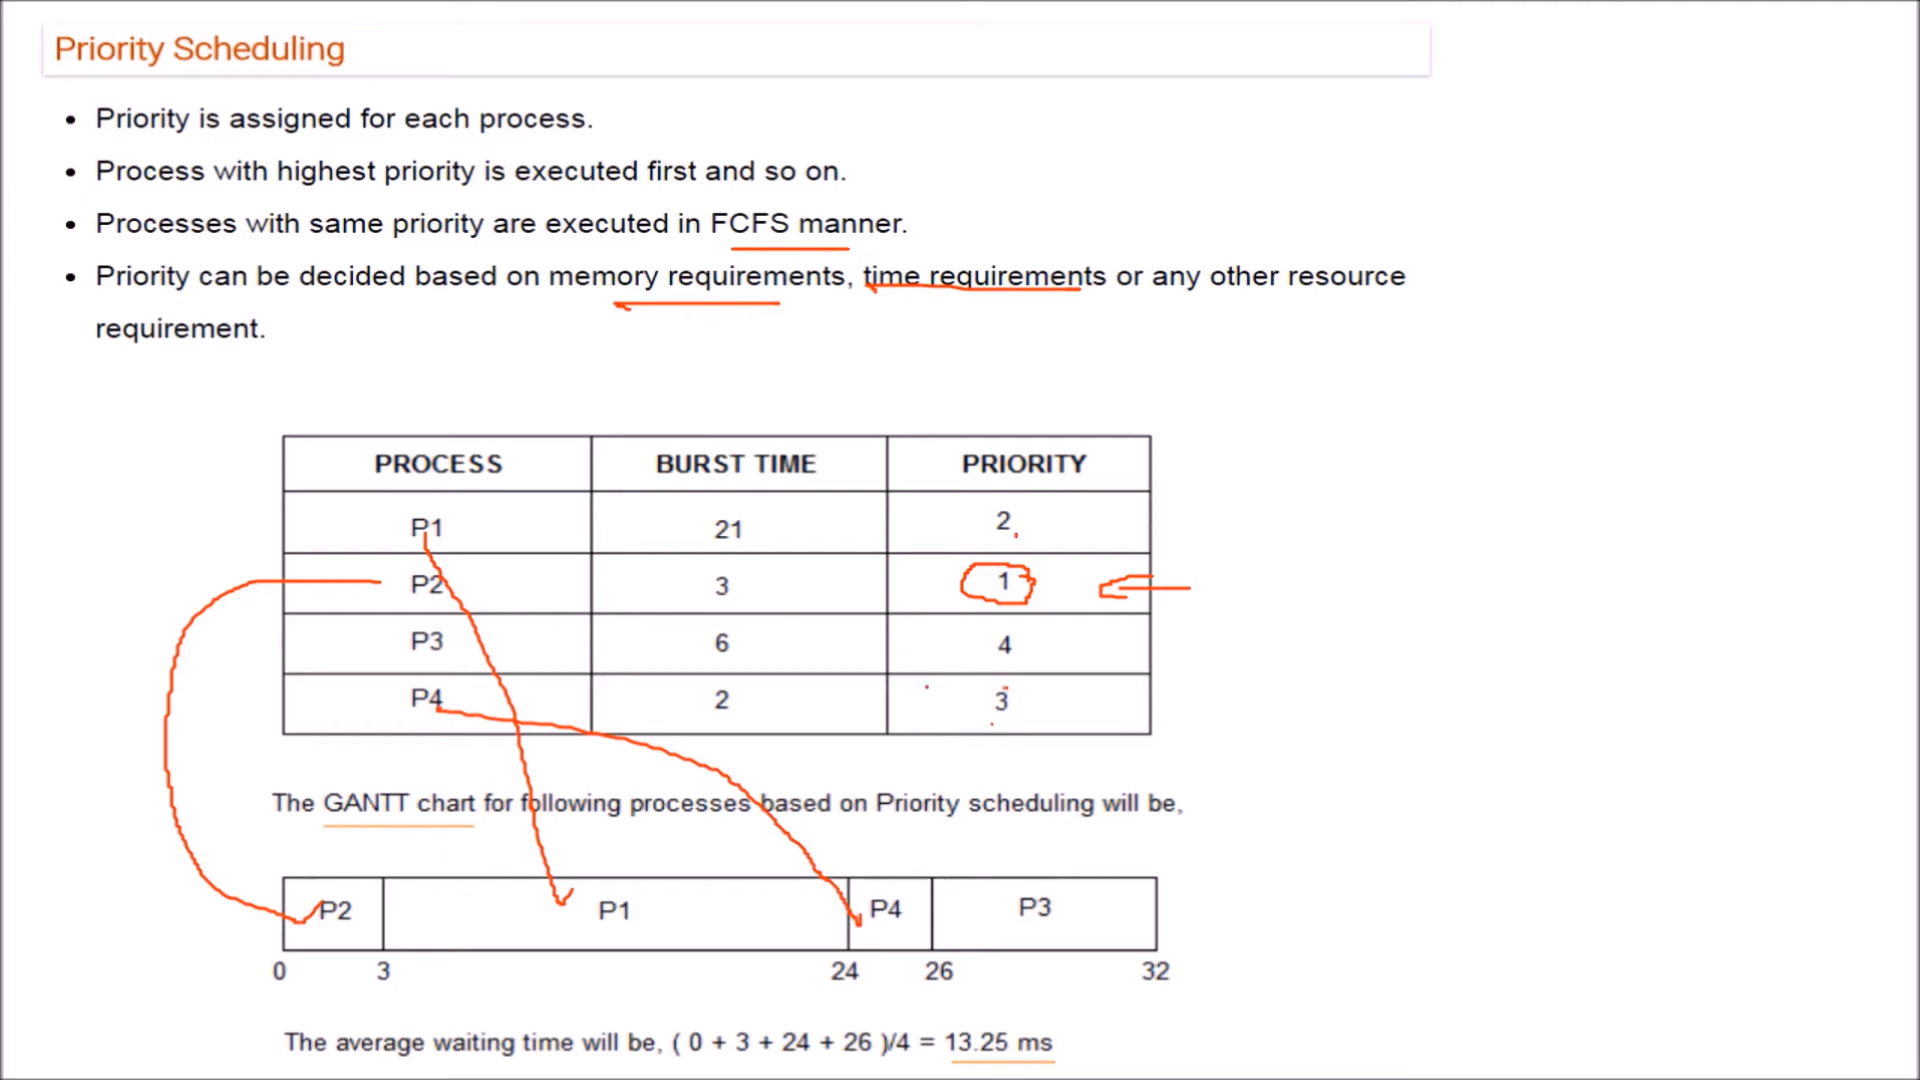 Priority Scheduling
• Priority is assigned for each process.
• Process with highest priority is executed first and so on.
• Processes with same priority are executed in FCFS manner.
• Priority can be decided based on memory requirements, time requirements or any other resource
requirement.
PROCESS BURST TIME PRIORITY
P1 21 2
P2 3 1
P3 6 4
P4 2 3
The GANTT chart for following processes based on Priority scheduling will be,
P2 P1 P4 P3
0 3 24 26 32
The average waiting time will be, ( 0 + 3 + 24 + 26 )/4 = 13.25 ms